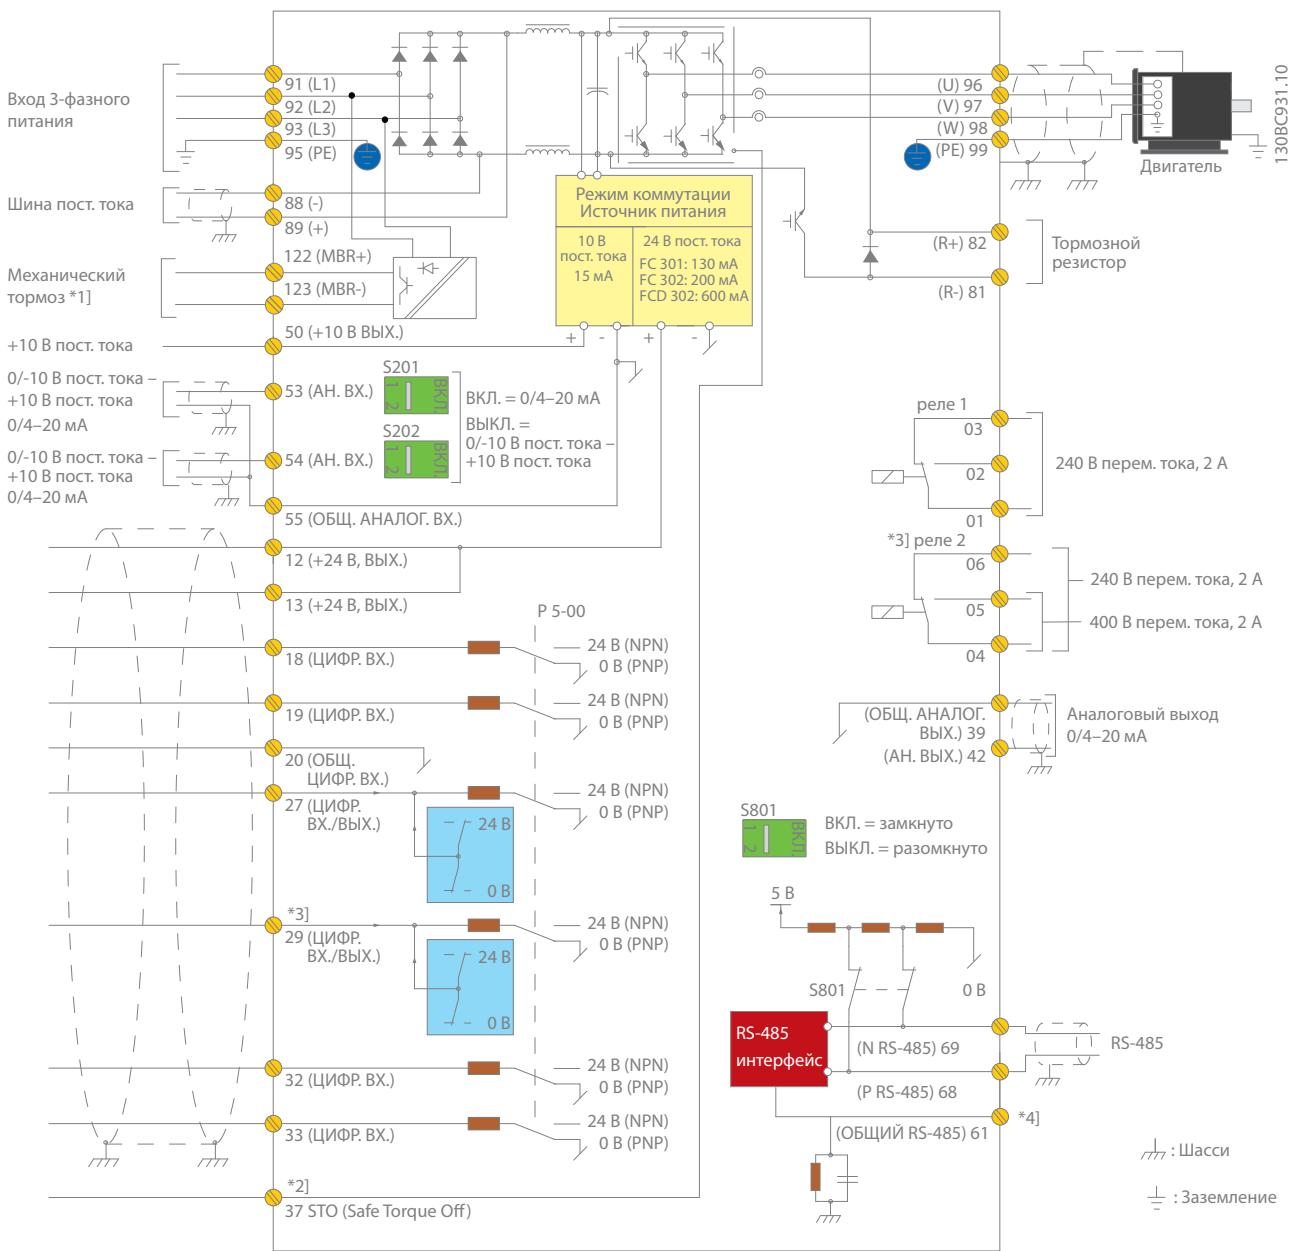 Вход 3-фазного
питания
91 (L1)
92 (L2)
93 (L3)
95 (PE)
Шина пост. тока
88 (-)
89 (+)
Механический
тормоз *1]
122 (MBR+)
123 (MBR-)
+10 В пост. тока
50 (+10 В ВЫХ.)
0/-10 В пост. тока –
+10 В пост. тока
0/4–20 мА
53 (АН. ВХ.)
0/-10 В пост. тока –
+10 В пост. тока
0/4–20 мА
54 (АН. ВХ.)
55 (ОБЩ. АНАЛОГ. ВХ.)
S201
1
2
ВКЛ.
S202
1
2
ВКЛ.
ВКЛ. = 0/4–20 мА
ВЫКЛ. =
0/-10 В пост. тока –
+10 В пост. тока
Режим коммутации
Источник питания
10 В
пост. тока
15 мА
24 В пост. тока
FC 301: 130 мА
FC 302: 200 мА
FCD 302: 600 мА
+
-
+
-
12 (+24 В, ВЫХ.)
13 (+24 В, ВЫХ.)
P 5-00
18 (ЦИФР. ВХ.)
24 В (NPN)
0 В (PNP)
19 (ЦИФР. ВХ.)
24 В (NPN)
0 В (PNP)
20 (ОБЩ.
ЦИФР. ВХ.)
27 (ЦИФР.
ВХ./ВЫХ.)
24 В
0 В
24 В (NPN)
0 В (PNP)
*3]
29 (ЦИФР.
ВХ./ВЫХ.)
24 В
0 В
24 В (NPN)
0 В (PNP)
32 (ЦИФР. ВХ.)
24 В (NPN)
0 В (PNP)
33 (ЦИФР. ВХ.)
24 В (NPN)
0 В (PNP)
*2]
37 STO (Safe Torque Off)
(U) 96
(V) 97
(W) 98
(PE) 99
Двигатель
130BC931.10
(R+) 82
(R-) 81
Тормозной
резистор
реле 1
03
02
01
240 В перем. тока, 2 А
*3] реле 2
06
05
04
240 В перем. тока, 2 А
400 В перем. тока, 2 А
(ОБЩ. АНАЛОГ.
ВЫХ.) 39
(АН. ВЫХ.) 42
Аналоговый выход
0/4–20 мА
S801
1
2
ВКЛ.
ВКЛ. = замкнуто
ВЫКЛ. = разомкнуто
5 В
S801
0 В
RS-485
интерфейс
(N RS-485) 69
(P RS-485) 68
(ОБЩИЙ RS-485) 61
RS-485
*4]
: Шасси
: Заземление